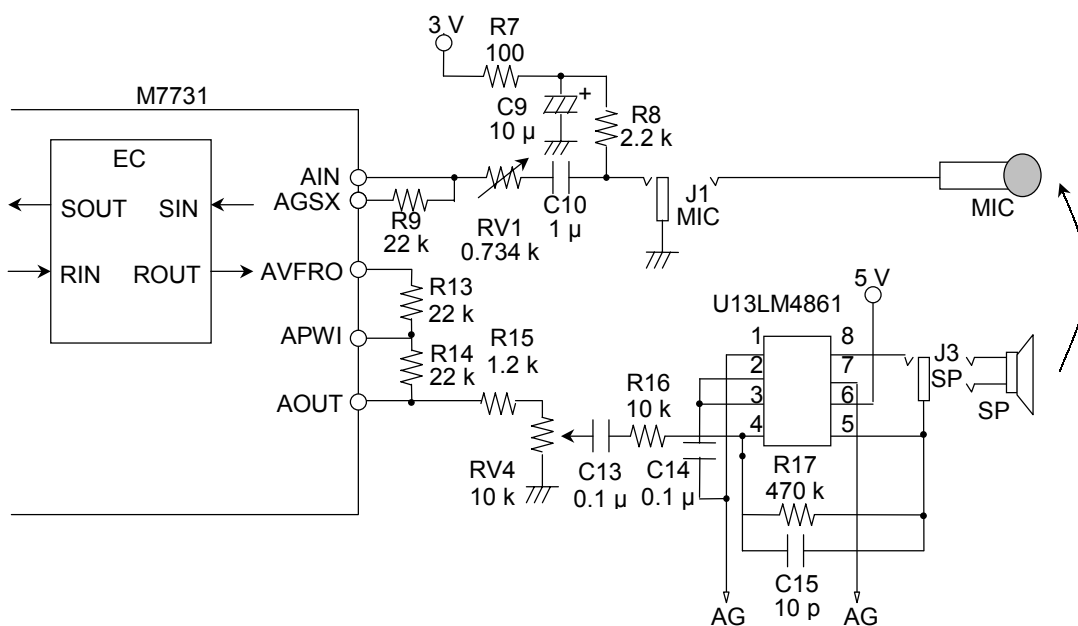 3 V
R7
100
M7731
C9
10 µ
+
R8
2.2 k
EC
AIN
AGSX
SOUT
SIN
R9
22 k
RV1
0.734 k
C10
1 µ
J1
MIC
MIC
RIN
ROUT
AVFRO
R13
22 k
U13LM4861
5 V
APWI
R14
22 k
R15
1.2 k
1
2
3
4
8
7
6
5
J3
SP
SP
AOUT
R16
10 k
RV4
10 k
C13
0.1 µ
C14
0.1 µ
R17
470 k
C15
10 p
AG
AG